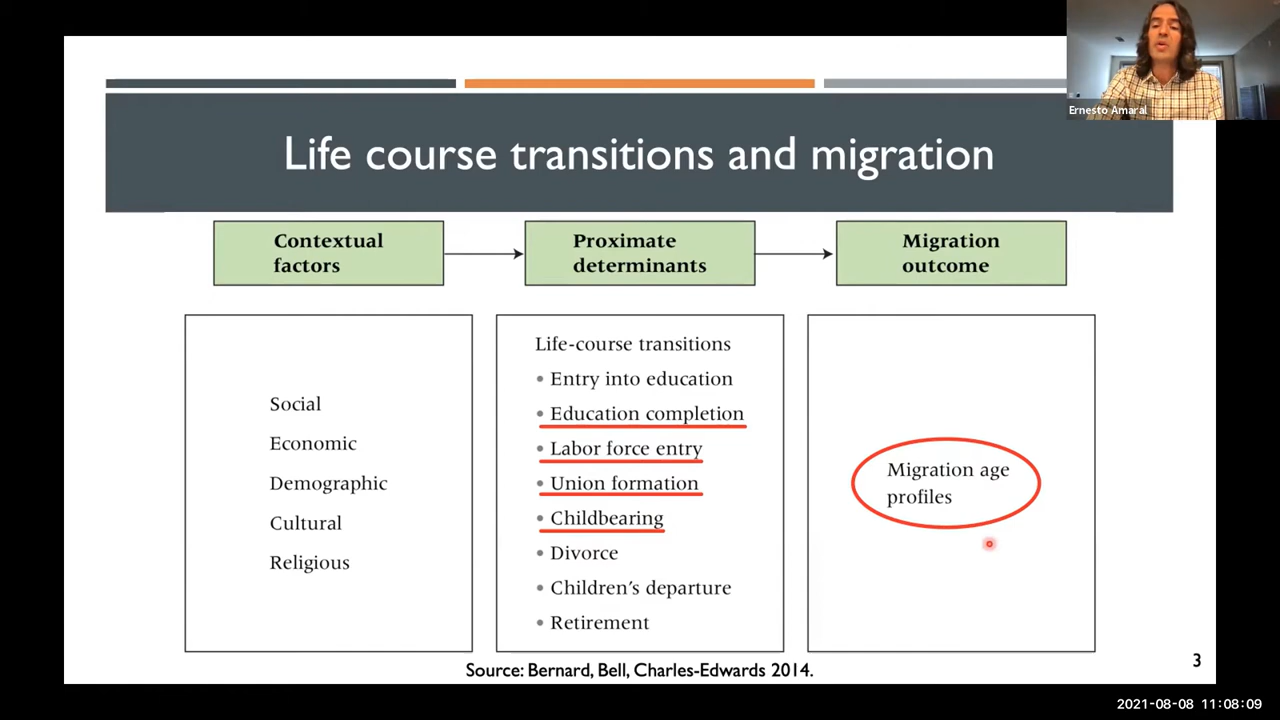 Ernesto Amaral
Life course transitions and migration
Contextual
factors
Proximate
determinants
Migration
outcome
Social
Economic
Demographic
Cultural
Religious
Life-course transitions
• Entry into education
• Education completion
• Labor force entry
• Union formation
• Childbearing
• Divorce
• Children’s departure
• Retirement
Migration age
profiles
Source: Bernard, Bell, Charles-Edwards 2014.
3
2021-08-08 11:08:09